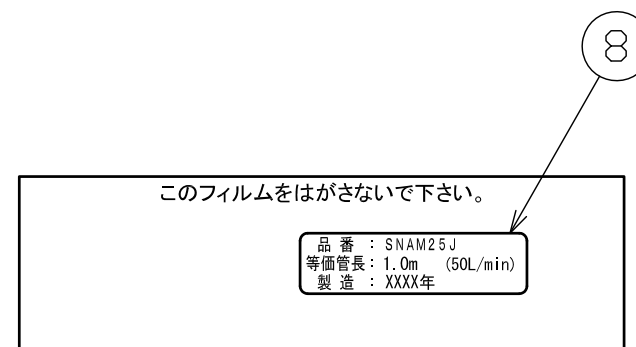 8
このフィルムをはがさないで下さい。
品 番 : SNAM25J
等価管長: 1.0m (50L/min)
製 造 : XXXX年